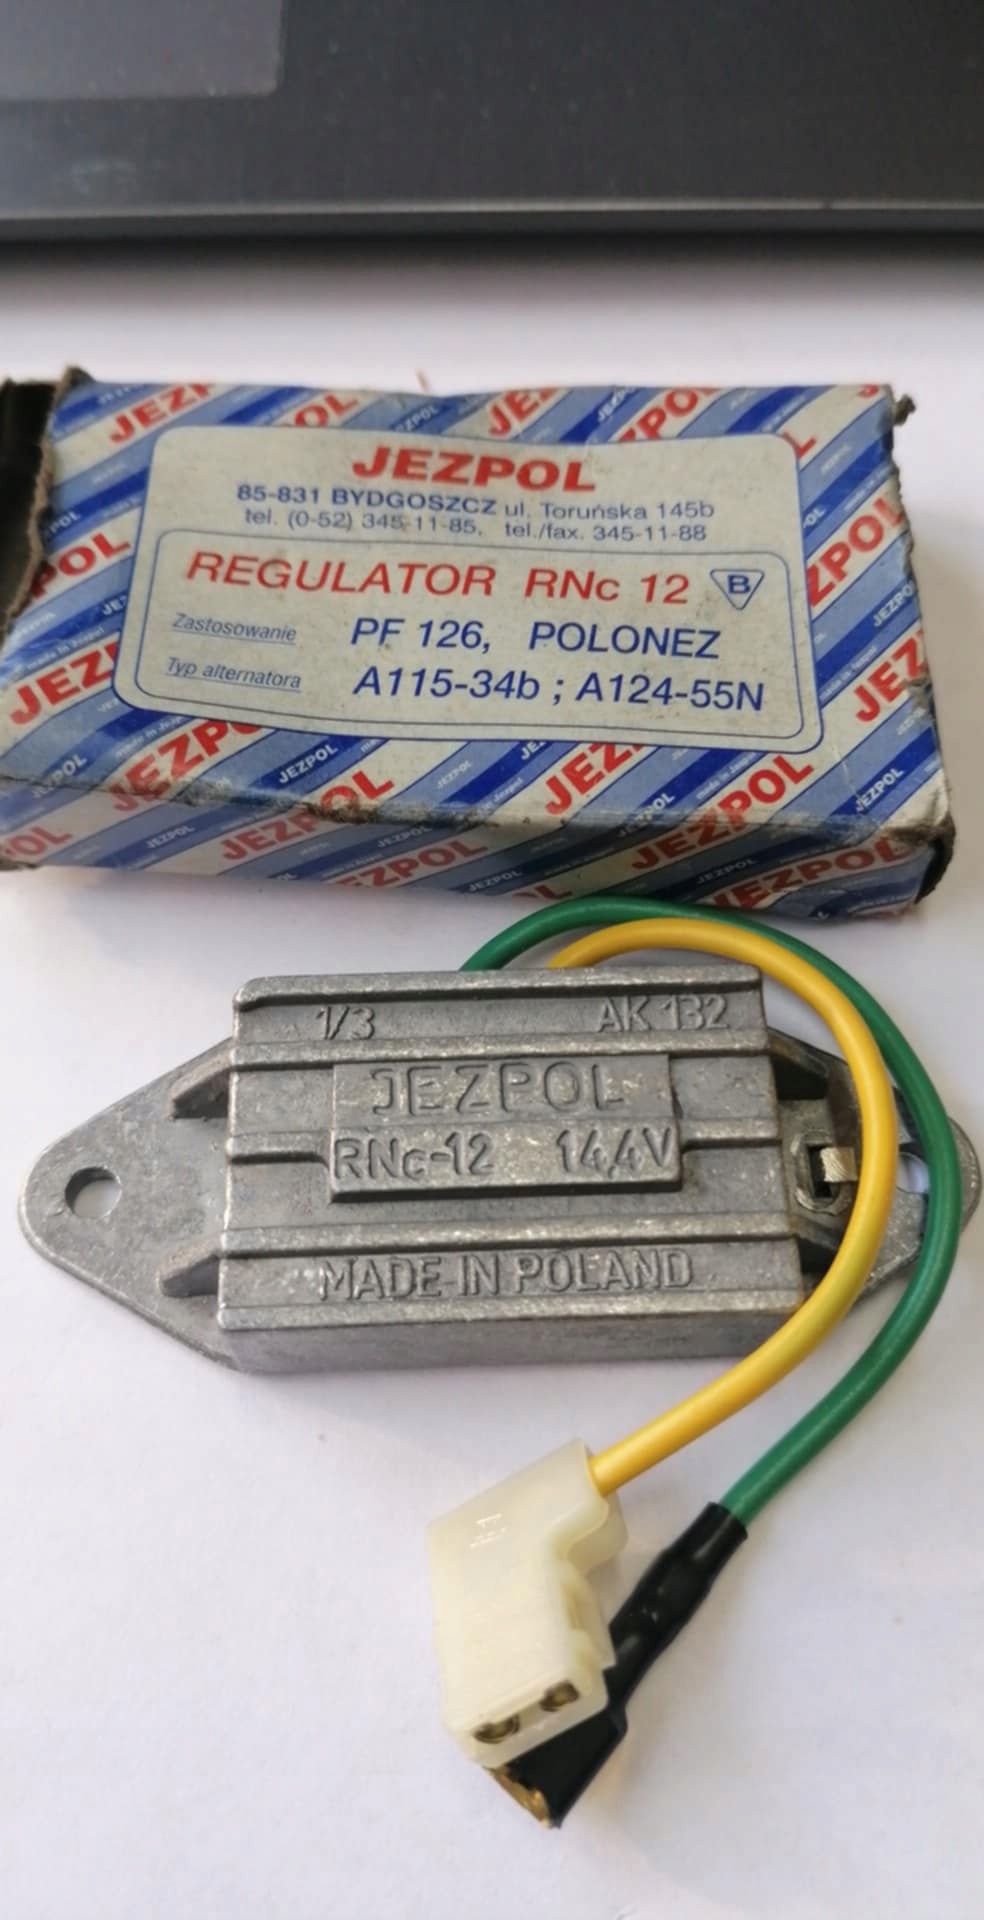 JEZPOL
85-831 BYDGOSZCZ ul. Toruńska 145b
tel. (0-52) 345-11-85, tel./fax. 345-11-88
REGULATOR RNc 12 B
Zastosowanie PF 126, POLONEZ
Typ alternatora A115-34b ; A124-55N
1/3 AK 132
JEZPOL
RNc-12 14,4V
MADE IN POLAND